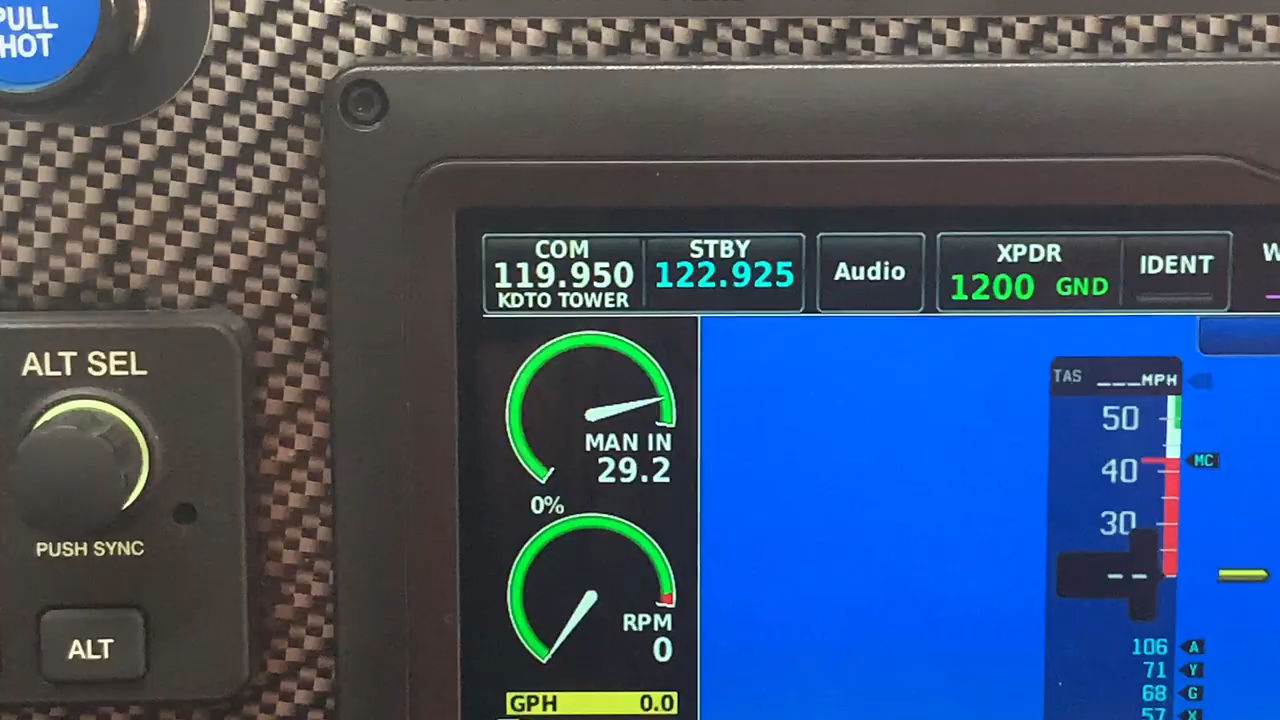 PULL
HOT
ALT SEL
PUSH SYNC
ALT
COM
119.950
KDTO TOWER
STBY
122.925
Audio
XPDR
1200 GND
IDENT
MAN IN
29.2
0%
RPM
0
GPH 0.0
TAS ___MPH
50
40
MC
30
--
106 A
71 Y
68 G
57 X